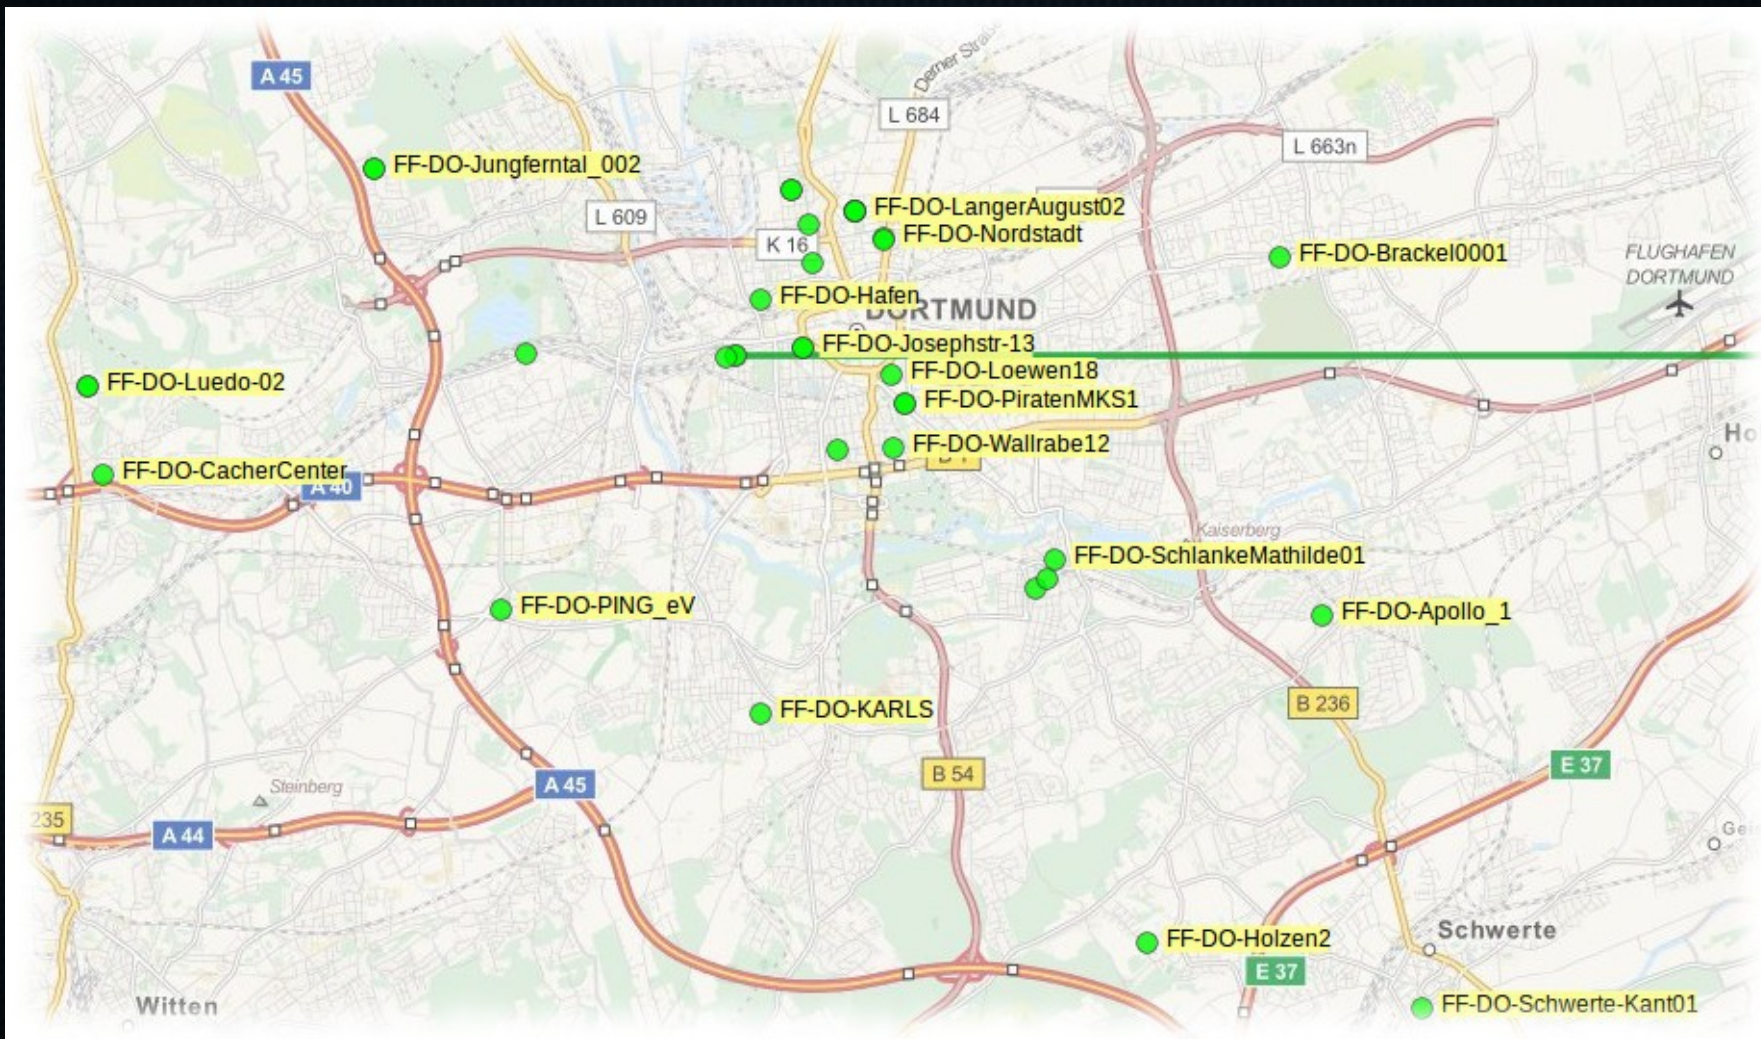 Derner Straße
A 45
L 684
L 663n
FF-DO-Jungferntal_002
FF-DO-LangerAugust02
L 609
FF-DO-Nordstadt
K 16
FF-DO-Brackel0001
FLUGHAFEN
DORTMUND
FF-DO-Hafen
DORTMUND
FF-DO-Josephstr-13
FF-DO-Loewen18
FF-DO-Luedo-02
FF-DO-PiratenMKS1
Ho
FF-DO-Wallrabe12
FF-DO-CacherCenter
A 40
Kaiserberg
FF-DO-SchlankeMathilde01
FF-DO-PING_eV
FF-DO-Apollo_1
B 236
FF-DO-KARLS
E 37
B 54
A 45
Steinberg
235
A 44
Schwerte
FF-DO-Holzen2
E 37
Witten
FF-DO-Schwerte-Kant01